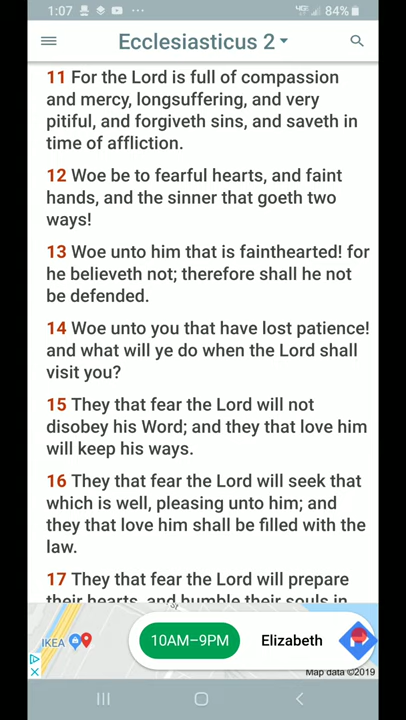 1:07
84%
Ecclesiasticus 2
11 For the Lord is full of compassion
and mercy, longsuffering, and very
pitiful, and forgiveth sins, and saveth in
time of affliction.
12 Woe be to fearful hearts, and faint
hands, and the sinner that goeth two
ways!
13 Woe unto him that is fainthearted! for
he believeth not; therefore shall he not
be defended.
14 Woe unto you that have lost patience!
and what will ye do when the Lord shall
visit you?
15 They that fear the Lord will not
disobey his Word; and they that love him
will keep his ways.
16 They that fear the Lord will seek that
which is well, pleasing unto him; and
they that love him shall be filled with the
law.
17 They that fear the Lord will prepare
their hearts, and humble their souls in
IKEA
10AM–9PM
Elizabeth
Map data ©2019